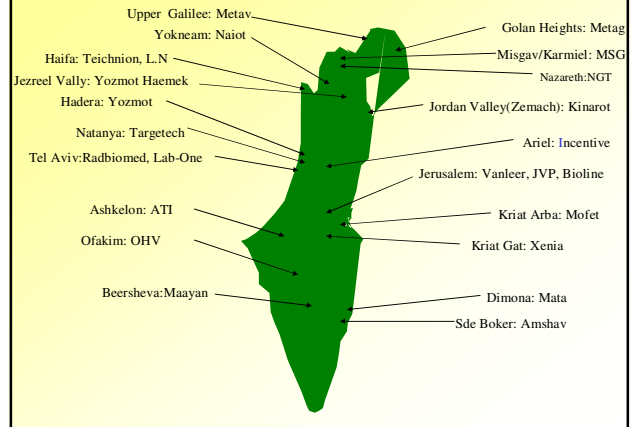 Upper Galilee: Metav
Yokneam: Naiot
Haifa: Teichnion, L.N
Jezreel Vally: Yozmot Haemek
Hadera: Yozmot
Natanya: Targetech
Tel Aviv:Radbiomed, Lab-One
Ashkelon: ATI
Ofakim: OHV
Beersheva:Maayan
Golan Heights: Metag
Misgav/Karmiel: MSG
Nazareth:NGT
Jordan Valley(Zemach): Kinarot
Ariel: Incentive
Jerusalem: Vanleer, JVP, Bioline
Kriat Arba: Mofet
Kriat Gat: Xenia
Dimona: Mata
Sde Boker: Amshav